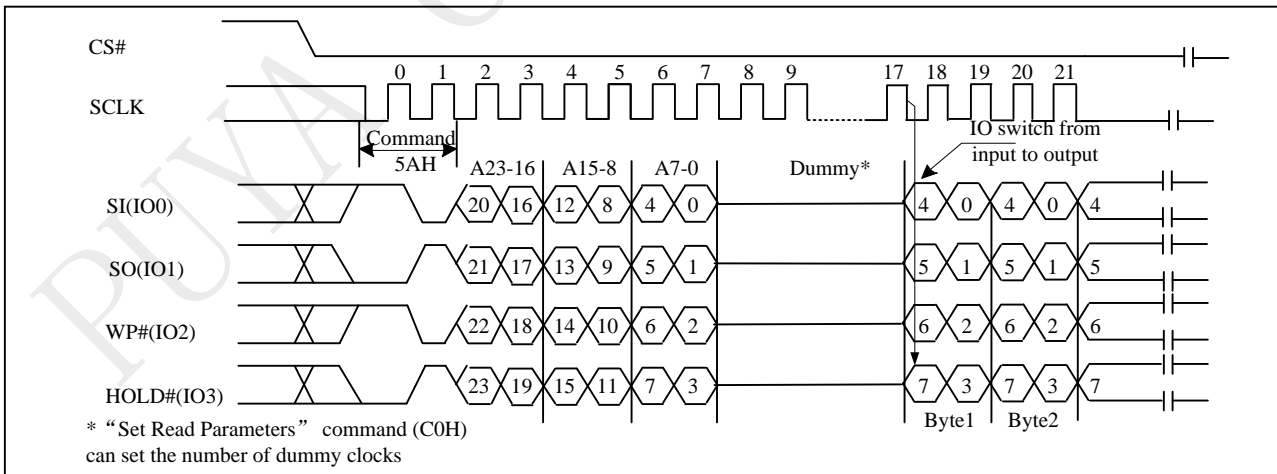 PUYA
CS#
0 1 2 3 4 5 6 7 8 9 17 18 19 20 21
SCLK
Command
5AH
IO switch from
input to output
A23-16 A15-8 A7-0 Dummy*
SI(IO0) 20 16 12 8 4 0 4 0 4 0 4
SO(IO1) 21 17 13 9 5 1 5 1 5 1 5
WP#(IO2) 22 18 14 10 6 2 6 2 6 2 6
HOLD#(IO3) 23 19 15 11 7 3 7 3 7 3 7
Byte1 Byte2
* “Set Read Parameters” command (C0H)
can set the number of dummy clocks